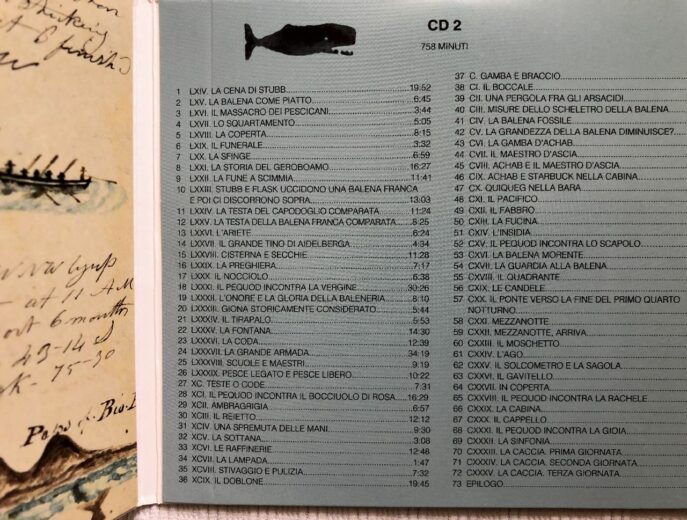 CD 2
758 MINUTI
1 LXIV. LA CENA DI STUBB 19:52
2 LXV. LA BALENA COME PIATTO 6:45
3 LXVI. IL MASSACRO DEI PESCICANI 3:44
4 LXVII. LO SQUARTAMENTO 5:05
5 LXVIII. LA COPERTA 8:15
6 LXIX. IL FUNERALE 3:32
7 LXX. LA SFINGE 6:59
8 LXXI. LA STORIA DEL GEROBOAMO 16:27
9 LXXII. LA FUNE A SCIMMIA 11:41
10 LXXIII. STUBB E FLASK UCCIDONO UNA BALENA FRANCA
E POI CI DISCORRONO SOPRA 13:03
11 LXXIV. LA TESTA DEL CAPODOGLIO COMPARATA 11:24
12 LXXV. LA TESTA DELLA BALENA FRANCA COMPARATA 8:25
13 LXXVI. L'ARIETE 6:24
14 LXXVII. IL GRANDE TINO DI AIDELBERGA 4:34
15 LXXVIII. CISTERNA E SECCHIE 11:28
16 LXXIX. LA PREGHIERA 7:17
17 LXXX. IL NOCCIOLO 6:38
18 LXXXI. IL PEQUOD INCONTRA LA VERGINE 30:26
19 LXXXII. L'ONORE E LA GLORIA DELLA BALENERIA 8:10
20 LXXXIII. GIONA STORICAMENTE CONSIDERATO 5:44
21 LXXXIV. IL TIRAPALO 5:53
22 LXXXV. LA FONTANA 14:30
23 LXXXVI. LA CODA 12:39
24 LXXXVII. LA GRANDE ARMADA 34:19
25 LXXXVIII. SCUOLE E MAESTRI 9:19
26 LXXXIX. PESCE LEGATO E PESCE LIBERO 10:22
27 XC. TESTE O CODE 7:31
28 XCI. IL PEQUOD INCONTRA IL BOCCIUOLO DI ROSA 16:29
29 XCII. AMBRAGRIGIA 6:57
30 XCIII. IL REIETTO 12:12
31 XCIV. UNA SPREMUTA DELLE MANI 9:30
32 XCV. LA SOTTANA 3:08
33 XCVI. LE RAFFINERIE 12:48
34 XCVII. LA LAMPADA 1:47
35 XCVIII. STIVAGGIO E PULIZIA 7:32
36 XCIX. IL DOBLONE 19:45
37 C. GAMBA E BRACCIO
38 CI. IL BOCCALE
39 CII. UNA PERGOLA FRA GLI ARSACIDI
40 CIII. MISURE DELLO SCHELETRO DELLA BALENA
41 CIV. LA BALENA FOSSILE
42 CV. LA GRANDEZZA DELLA BALENA DIMINUISCE?
43 CVI. LA GAMBA D'ACHAB
44 CVII. IL MAESTRO D'ASCIA
45 CVIII. ACHAB E IL MAESTRO D'ASCIA
46 CIX. ACHAB E STARBUCK NELLA CABINA
47 CX. QUIQUEG NELLA BARA
48 CXI. IL PACIFICO
49 CXII. IL FABBRO
50 CXIII. LA FUCINA
51 CXIV. L'INSIDIA
52 CXV. IL PEQUOD INCONTRA LO SCAPOLO
53 CXVI. LA BALENA MORENTE
54 CXVII. LA GUARDIA ALLA BALENA
55 CXVIII. IL QUADRANTE
56 CXIX. LE CANDELE
57 CXX. IL PONTE VERSO LA FINE DEL PRIMO QUARTO
NOTTURNO
58 CXXI. MEZZANOTTE
59 CXXII. MEZZANOTTE, ARRIVA
60 CXXIII. IL MOSCHETTO
61 CXXIV. L'AGO
62 CXXV. IL SOLCOMETRO E LA SAGOLA
63 CXXVI. IL GAVITELLO
64 CXXVII. IN COPERTA
65 CXXVIII. IL PEQUOD INCONTRA LA RACHELE
66 CXXIX. LA CABINA
67 CXXX. IL CAPPELLO
68 CXXXI. IL PEQUOD INCONTRA LA GIOIA
69 CXXXII. LA SINFONIA
70 CXXXIII. LA CACCIA. PRIMA GIORNATA
71 CXXXIV. LA CACCIA. SECONDA GIORNATA
72 CXXXV. LA CACCIA. TERZA GIORNATA
73 EPILOGO